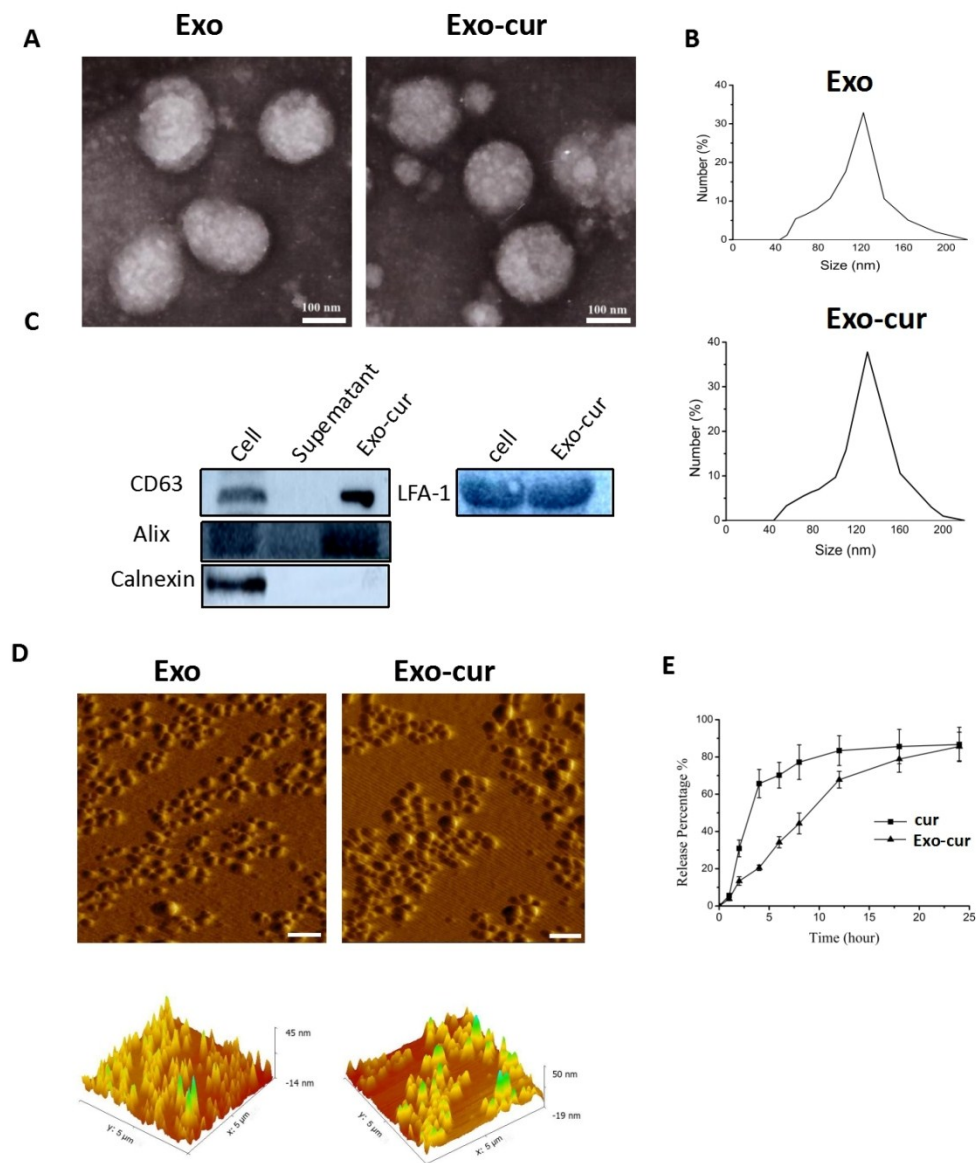 A
Exo
Exo-cur
100 nm
100 nm
B
Exo
40
30
20
10
0
Number (%)
0 40 80 120 160 200
Size (nm)
Exo-cur
40
30
20
10
0
Number (%)
0 40 80 120 160 200
Size (nm)
C
Cell
Supematant
Exo-cur
CD63
Alix
Calnexin
cell
Exo-cur
LFA-1
D
Exo
Exo-cur
45 nm
-14 nm
y: 5 µm
x: 5 µm
50 nm
-19 nm
y: 5 µm
x: 5 µm
E
100
80
60
40
20
0
Release Percentage %
cur
Exo-cur
0 5 10 15 20 25
Time (hour)